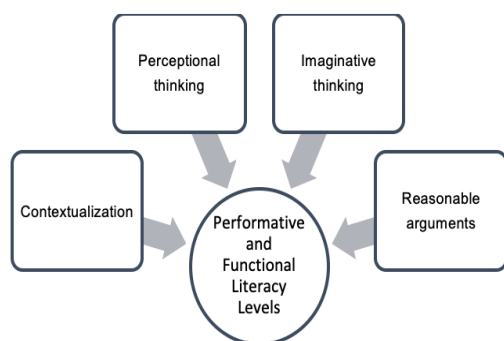 Perceptional
thinking
Imaginative
thinking
Contextualization
Reasonable
arguments
Performative
and
Functional
Literacy
Levels